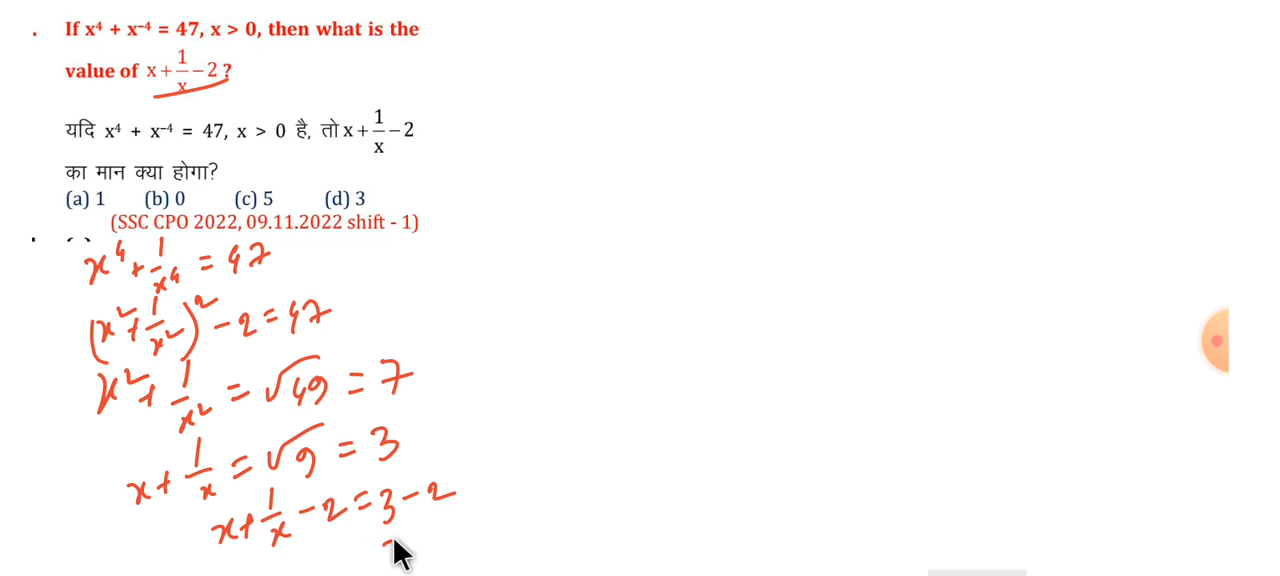 . If x⁴ + x⁻⁴ = 47, x > 0, then what is the
value of x + 1/x − 2 ?
यदि x⁴ + x⁻⁴ = 47, x > 0 है, तो x + 1/x − 2
का मान क्या होगा?
(a) 1 (b) 0 (c) 5 (d) 3
(SSC CPO 2022, 09.11.2022 shift - 1)
x⁴ + 1/x⁴ = 47
(x² + 1/x²)² − 2 = 47
x² + 1/x² = √49 = 7
x + 1/x = √9 = 3
x + 1/x − 2 = 3 − 2